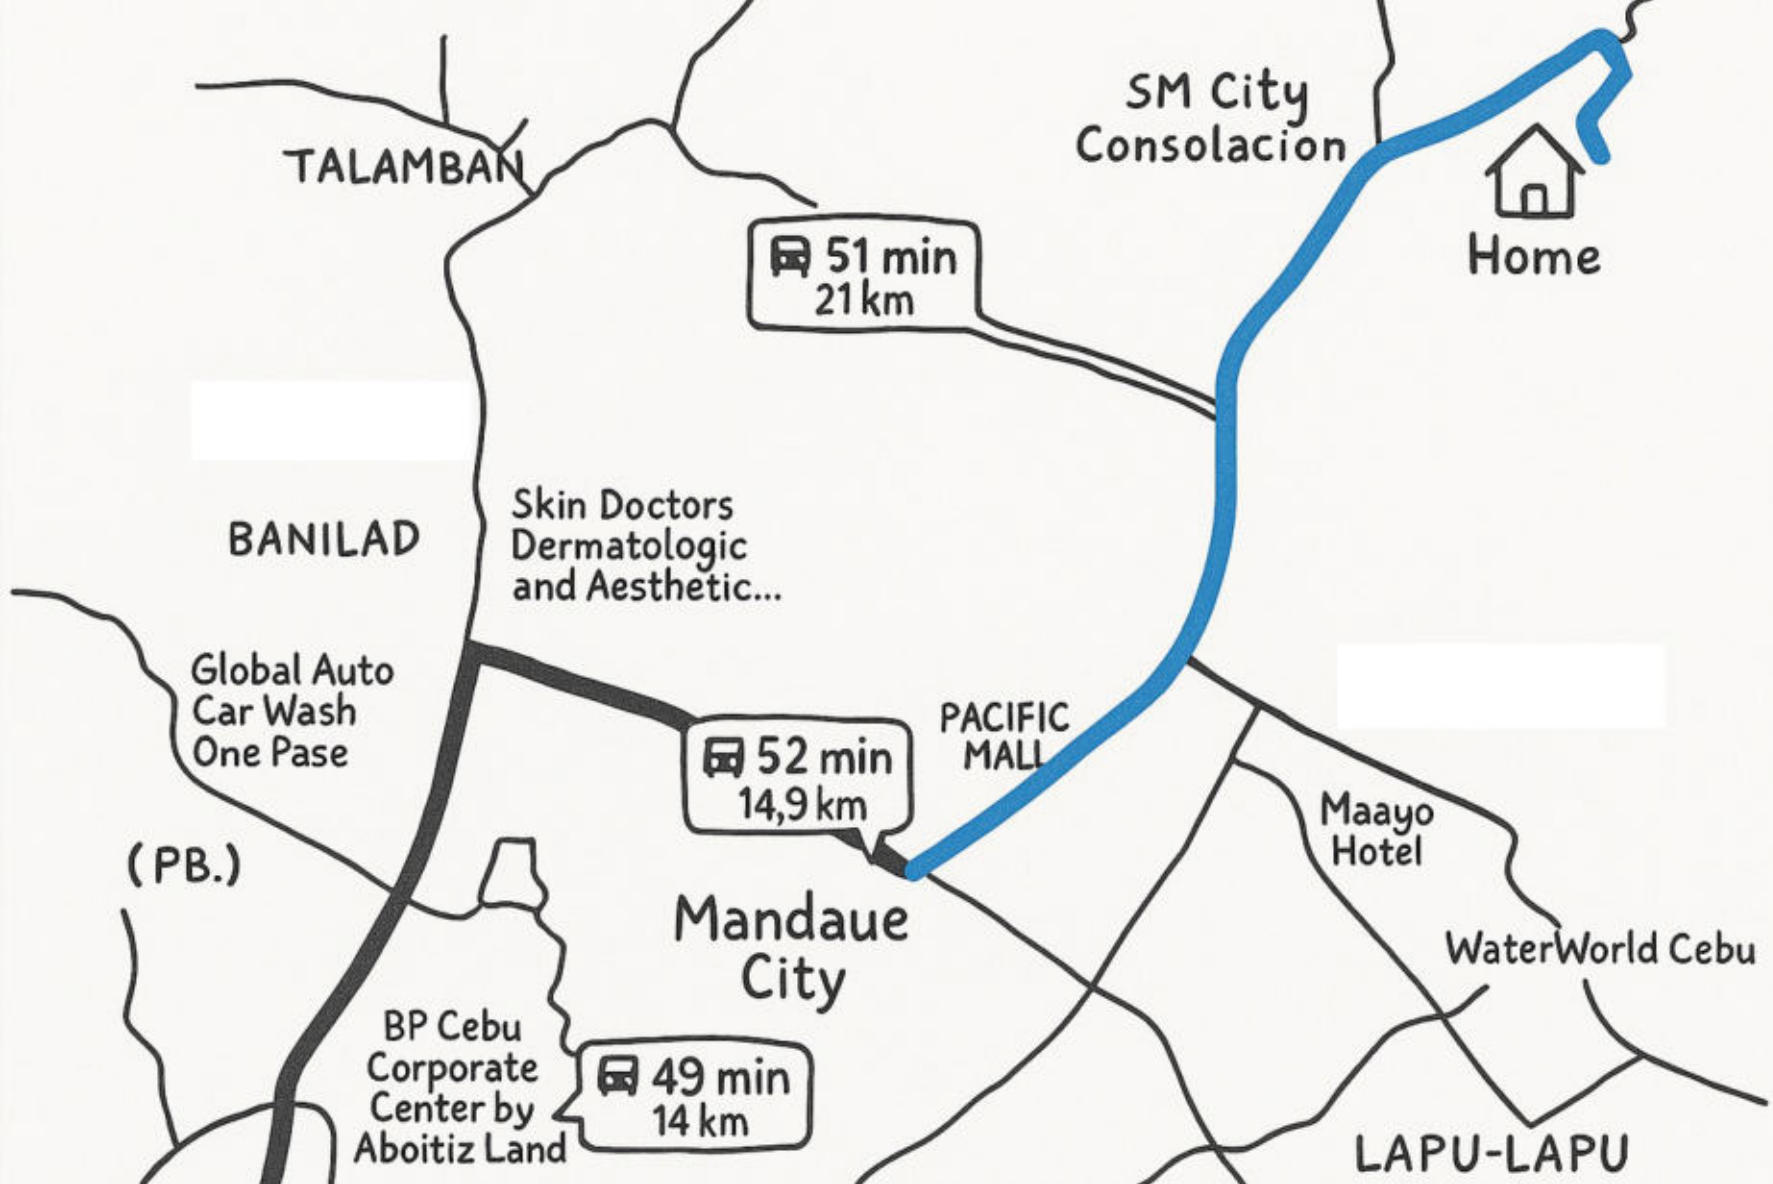 SM City
Consolacion
TALAMBAN
51 min
21 km
Home
Skin Doctors
Dermatologic
and Aesthetic...
BANILAD
Global Auto
Car Wash
One Pase
PACIFIC
MALL
52 min
14,9 km
Maayo
Hotel
(PB.)
Mandaue
City
WaterWorld Cebu
BP Cebu
Corporate
Center by
Aboitiz Land
49 min
14 km
LAPU-LAPU